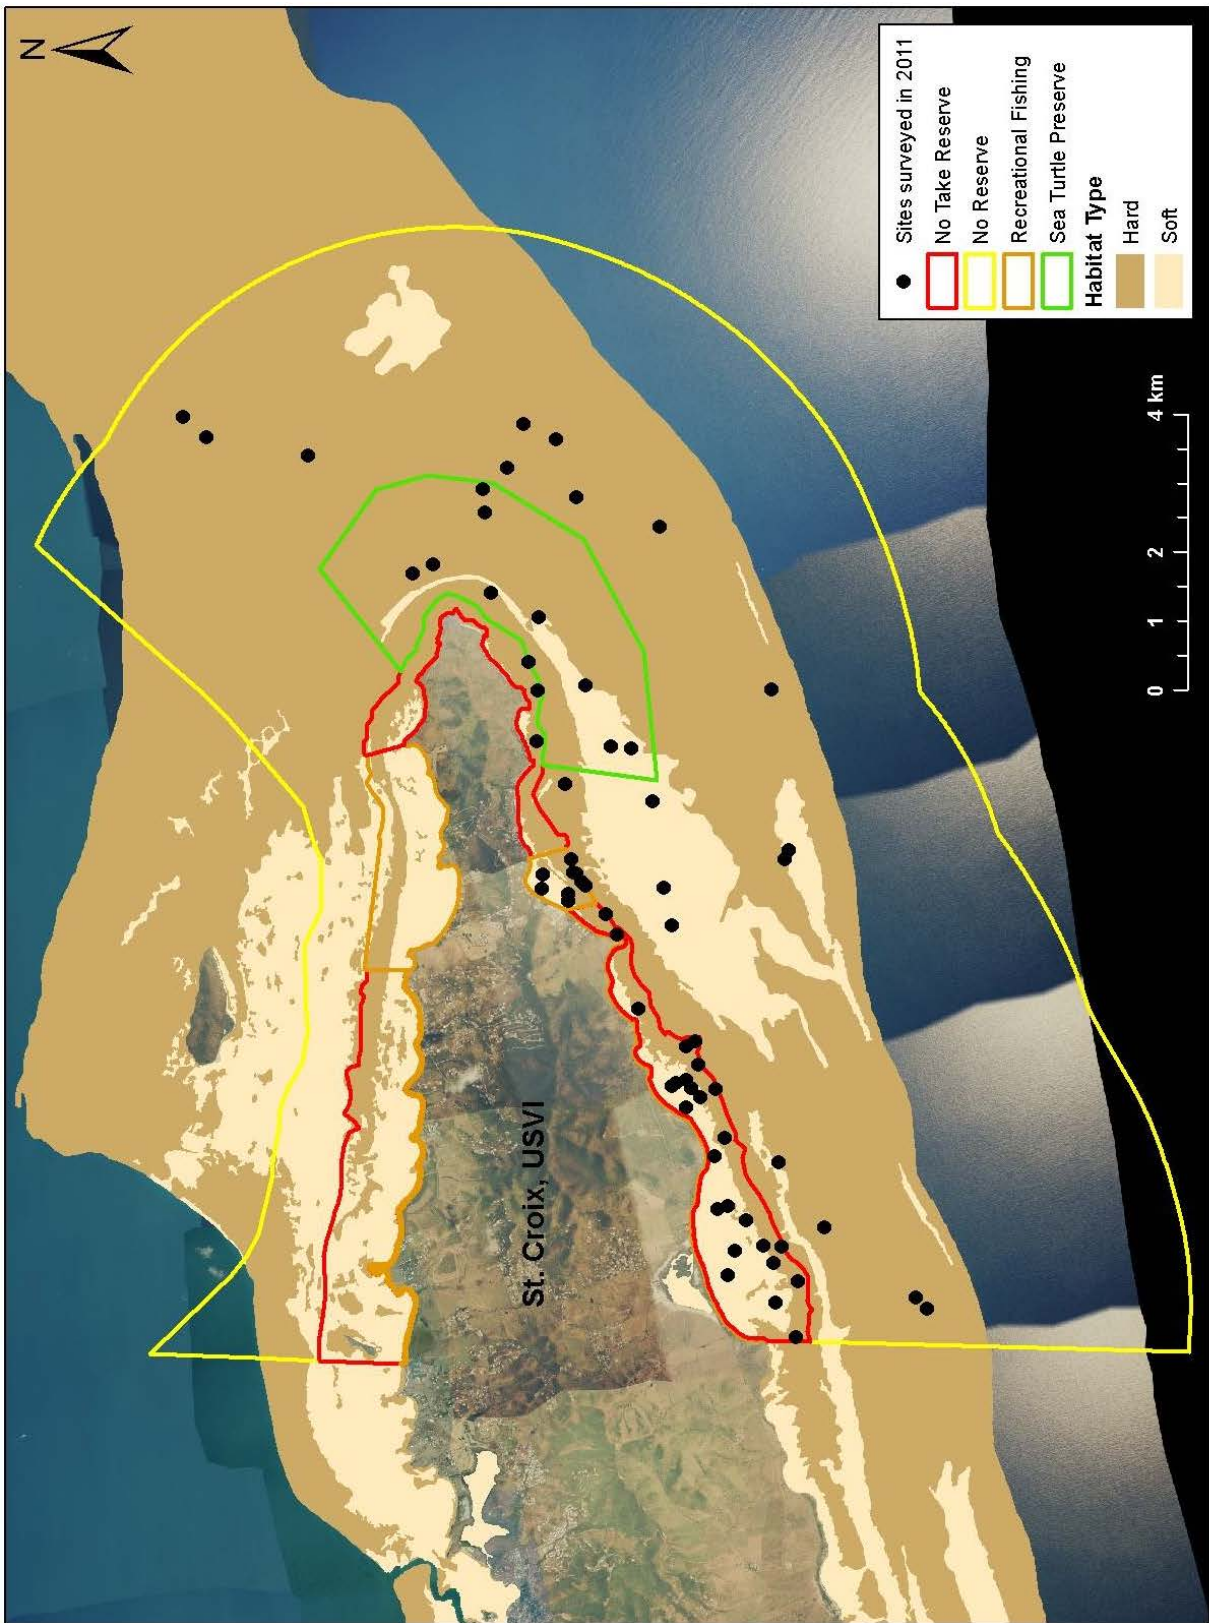 N
St. Croix, USVI
0 1 2 4 km
Sites surveyed in 2011
No Take Reserve
No Reserve
Recreational Fishing
Sea Turtle Preserve
Habitat Type
Hard
Soft